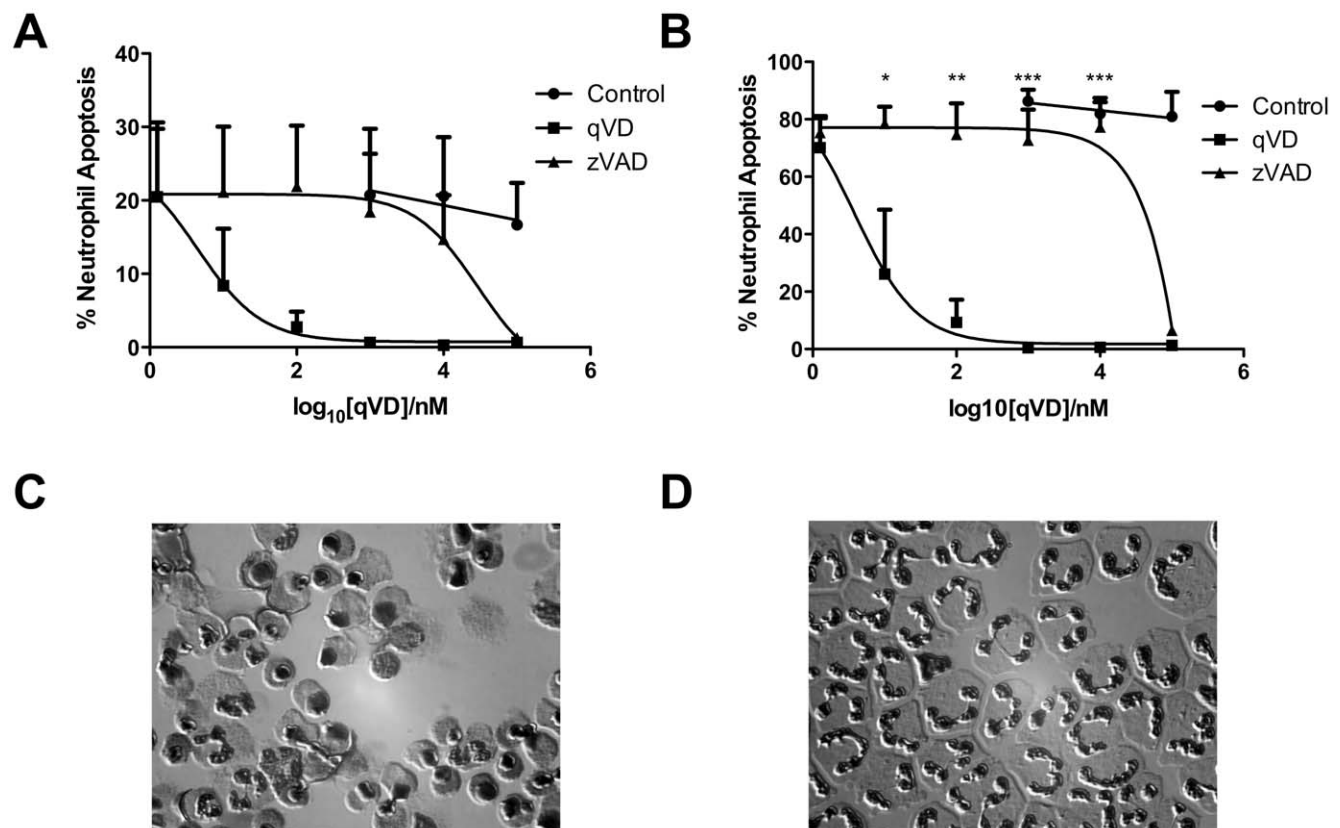 A
% Neutrophil Apoptosis
40
30
20
10
0
0
2
4
6
log10[qVD]/nM
Control
qVD
zVAD
B
% Neutrophil Apoptosis
100
80
60
40
20
0
0
2
4
6
log10[qVD]/nM
* ** *** ***
Control
qVD
zVAD
C
D